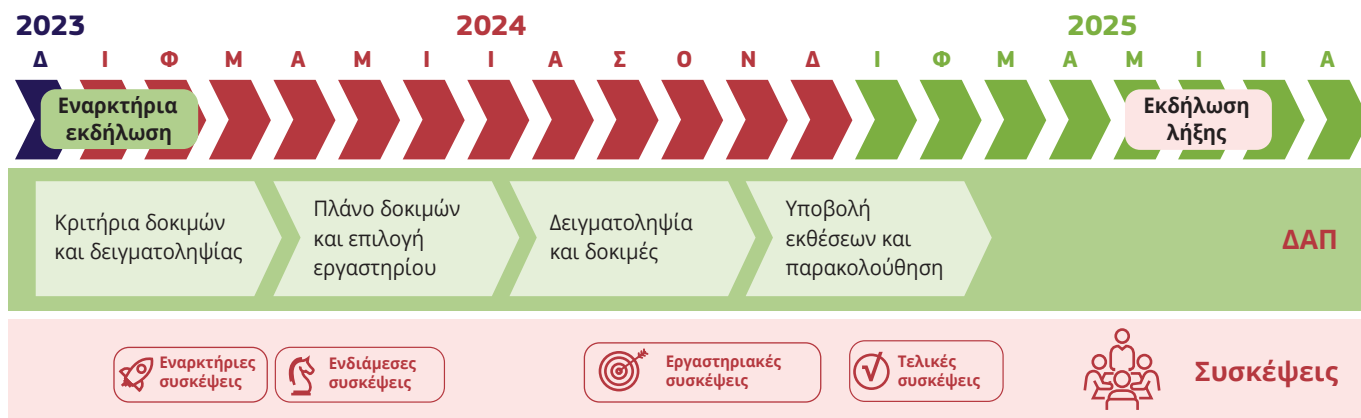 2023 2024 2025
Δ Ι Φ Μ Α Μ Ι Ι Α Σ Ο Ν Δ Ι Φ Μ Α Μ Ι Ι Α
Εναρκτήρια
εκδήλωση
Εκδήλωση
λήξης
Κριτήρια δοκιμών
και δειγματοληψίας
Πλάνο δοκιμών
και επιλογή
εργαστηρίου
Δειγματοληψία
και δοκιμές
Υποβολή
εκθέσεων και
παρακολούθηση
ΔΑΠ
Εναρκτήριες
συσκέψεις
Ενδιάμεσες
συσκέψεις
Εργαστηριακές
συσκέψεις
Τελικές
συσκέψεις
Συσκέψεις